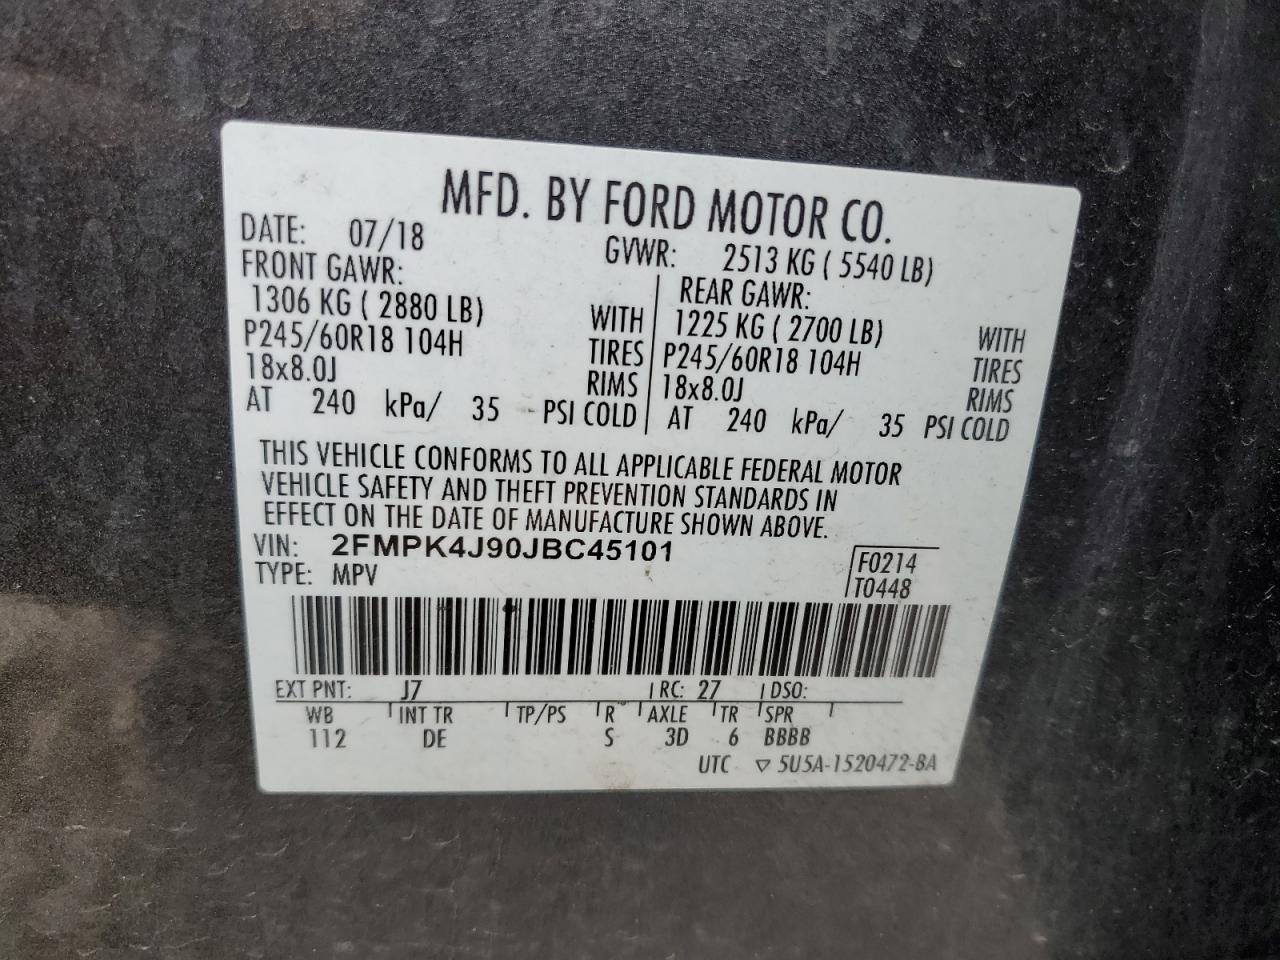 MFD. BY FORD MOTOR CO.
DATE: 07/18 GVWR: 2513 KG ( 5540 LB)
FRONT GAWR: REAR GAWR:
1306 KG ( 2880 LB) WITH 1225 KG ( 2700 LB) WITH
P245/60R18 104H TIRES P245/60R18 104H TIRES
18x8.0J RIMS 18x8.0J RIMS
AT 240 kPa/ 35 PSI COLD AT 240 kPa/ 35 PSI COLD
THIS VEHICLE CONFORMS TO ALL APPLICABLE FEDERAL MOTOR
VEHICLE SAFETY AND THEFT PREVENTION STANDARDS IN
EFFECT ON THE DATE OF MANUFACTURE SHOWN ABOVE.
VIN: 2FMPK4J90JBC45101 F0214
TYPE: MPV T0448
EXT PNT: J7 RC: 27 DSO:
WB INT TR TP/PS R AXLE TR SPR
112 DE S 3D 6 BBBB
UTC ▽ 5U5A-1520472-BA